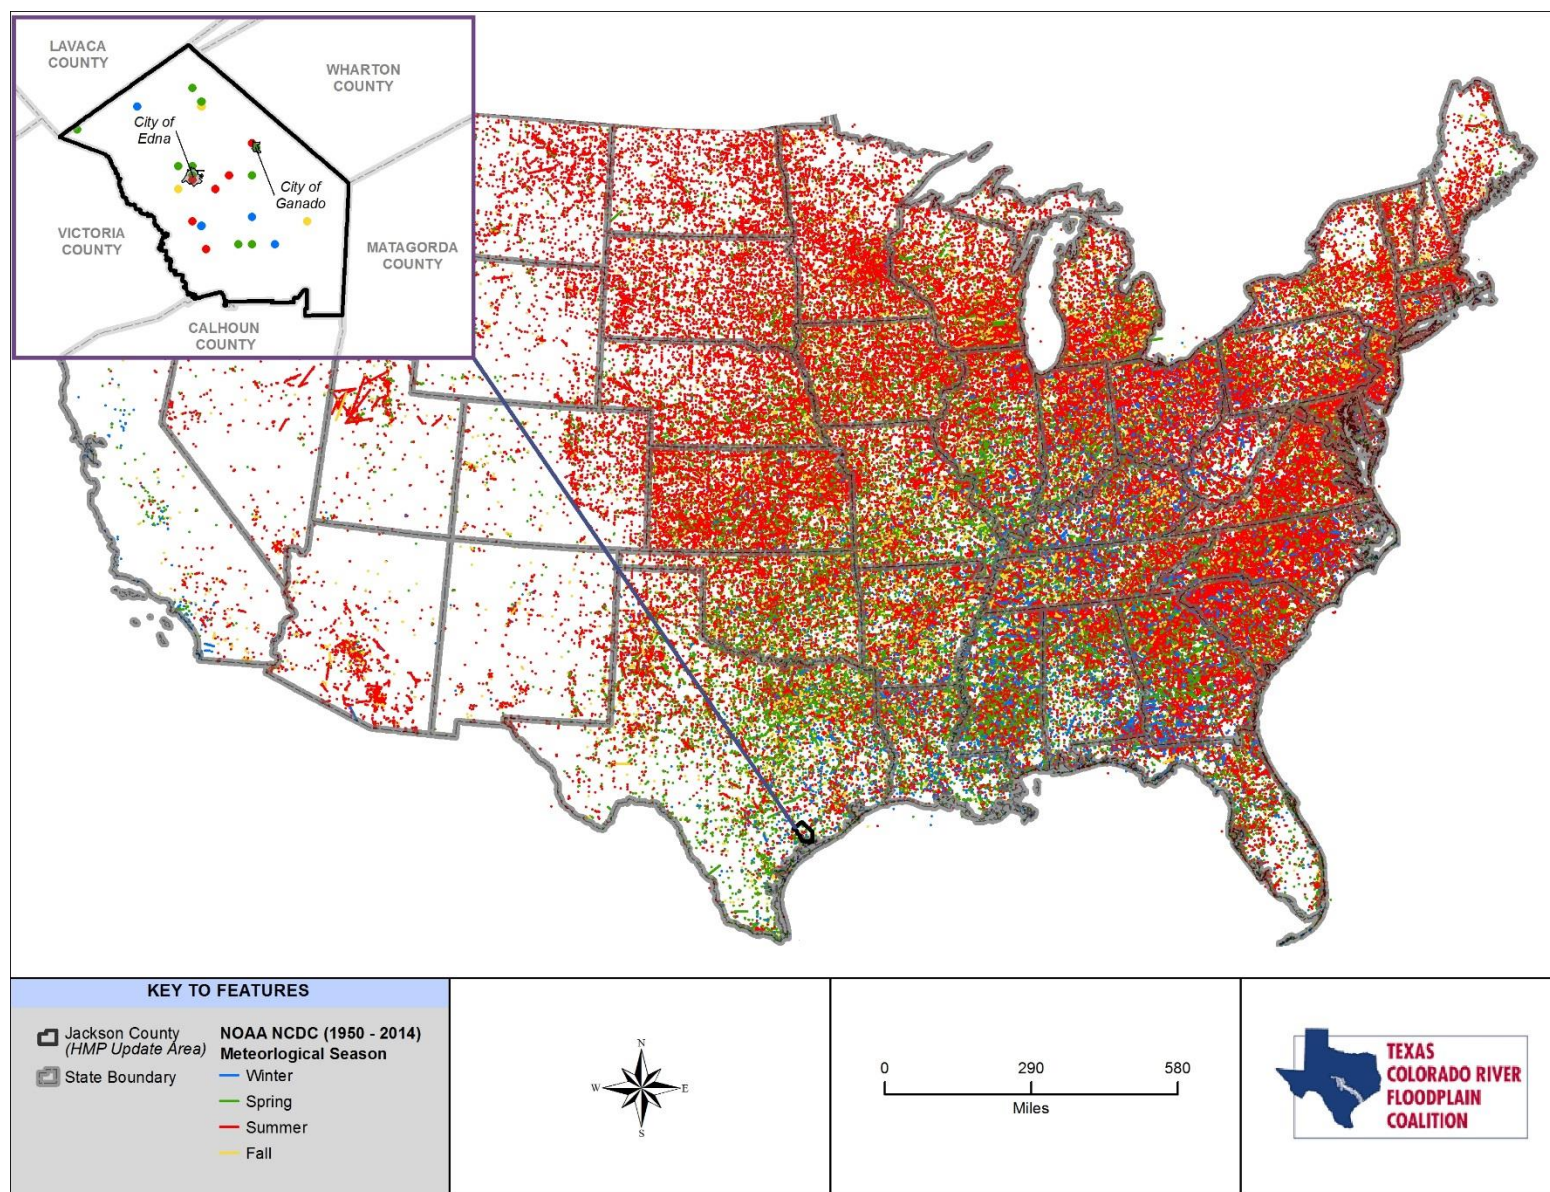 LAVACA
COUNTY
WHARTON
COUNTY
City of
Edna
City of
Ganado
VICTORIA
COUNTY
MATAGORDA
COUNTY
CALHOUN
COUNTY
KEY TO FEATURES
Jackson County
(HMP Update Area)
State Boundary
NOAA NCDC (1950 - 2014)
Meteorlogical Season
Winter
Spring
Summer
Fall
N
W E
S
0 290 580
Miles
TEXAS
COLORADO RIVER
FLOODPLAIN
COALITION